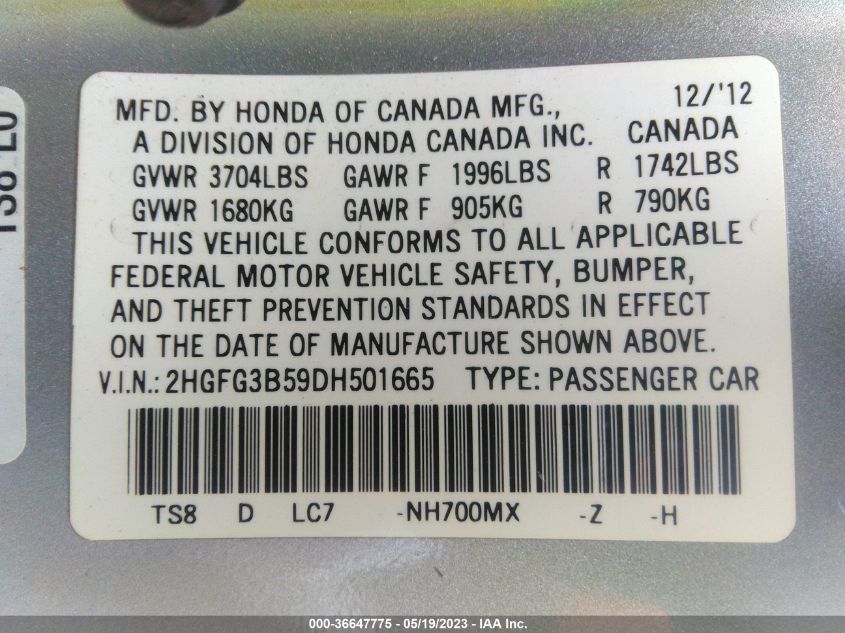 MFD. BY HONDA OF CANADA MFG., 12/'12
A DIVISION OF HONDA CANADA INC. CANADA
GVWR 3704LBS GAWR F 1996LBS R 1742LBS
GVWR 1680KG GAWR F 905KG R 790KG
THIS VEHICLE CONFORMS TO ALL APPLICABLE
FEDERAL MOTOR VEHICLE SAFETY, BUMPER,
AND THEFT PREVENTION STANDARDS IN EFFECT
ON THE DATE OF MANUFACTURE SHOWN ABOVE.
V.I.N.: 2HGFG3B59DH501665 TYPE: PASSENGER CAR
TS8 D LC7 -NH700MX -Z -H
TS8 L0
000-36647775 - 05/19/2023 - IAA Inc.